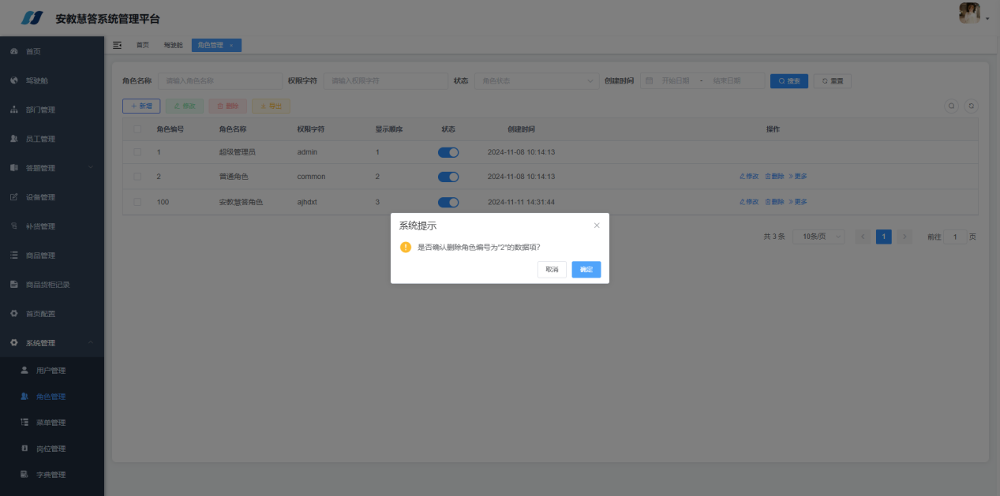 安教慧答系统管理平台
首页
驾驶舱
部门管理
员工管理
答题管理
设备管理
补货管理
商品管理
商品货柜记录
首页配置
系统管理
用户管理
角色管理
菜单管理
岗位管理
字典管理
首页 驾驶舱 角色管理 ×
角色名称 请输入角色名称 权限字符 请输入权限字符 状态 角色状态 创建时间 开始日期 - 结束日期 搜索 重置
+ 新增 修改 删除 导出
角色编号 角色名称 权限字符 显示顺序 状态 创建时间 操作
1 超级管理员 admin 1 2024-11-08 10:14:13
2 普通角色 common 2 2024-11-08 10:14:13 修改 删除 更多
100 安教慧答角色 ajhdxt 3 2024-11-11 14:31:44 修改 删除 更多
共 3 条 10条/页 1 前往 1 页
系统提示
是否确认删除角色编号为"2"的数据项?
取消 确定